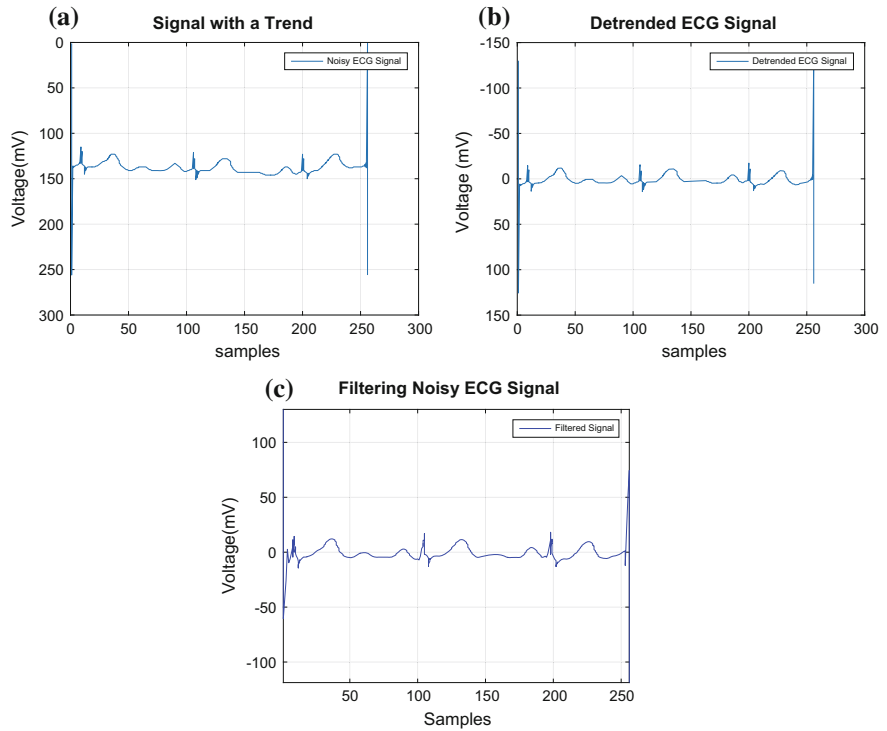 (a)
Signal with a Trend
Noisy ECG Signal
Voltage(mV)
0
50
100
150
200
250
300
0 50 100 150 200 250 300
samples
(b)
Detrended ECG Signal
Detrended ECG Signal
Voltage (mV)
-150
-100
-50
0
50
100
150
0 50 100 150 200 250 300
samples
(c)
Filtering Noisy ECG Signal
Filtered Signal
Voltage(mV)
100
50
0
-50
-100
50 100 150 200 250
Samples